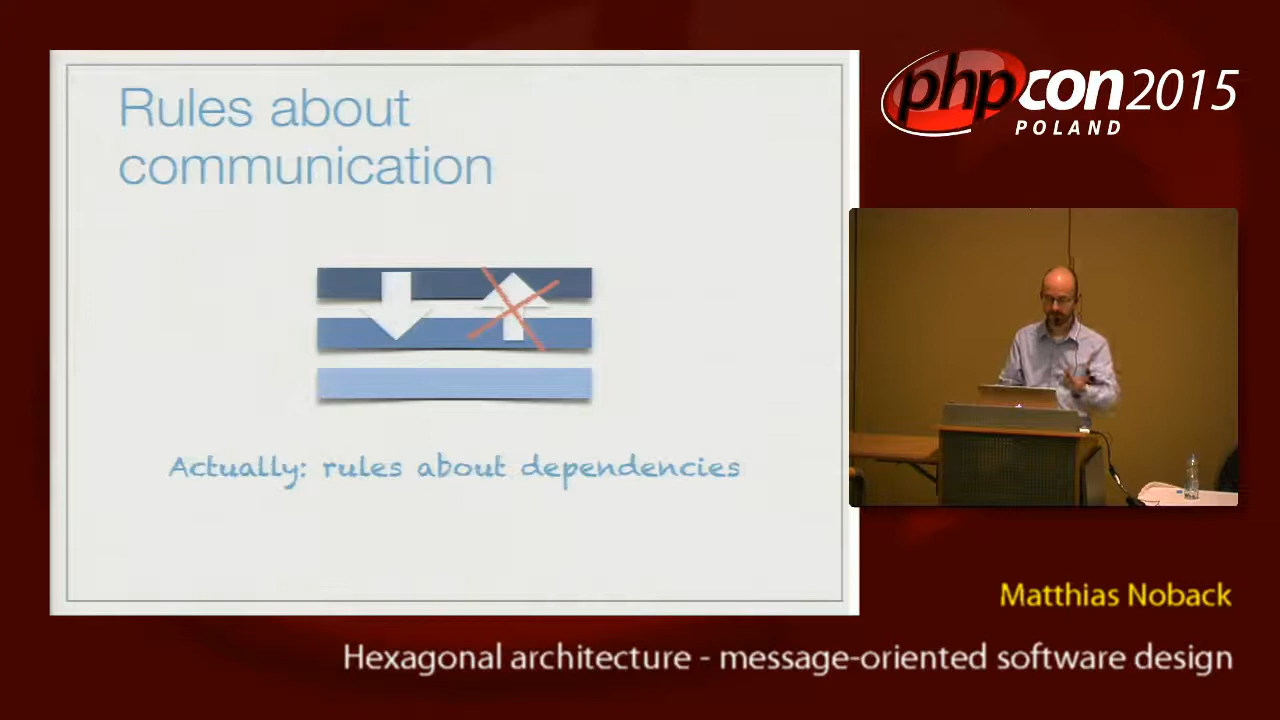 Rules about
communication
Actually: rules about dependencies
phpcon2015
POLAND
Matthias Noback
Hexagonal architecture - message-oriented software design